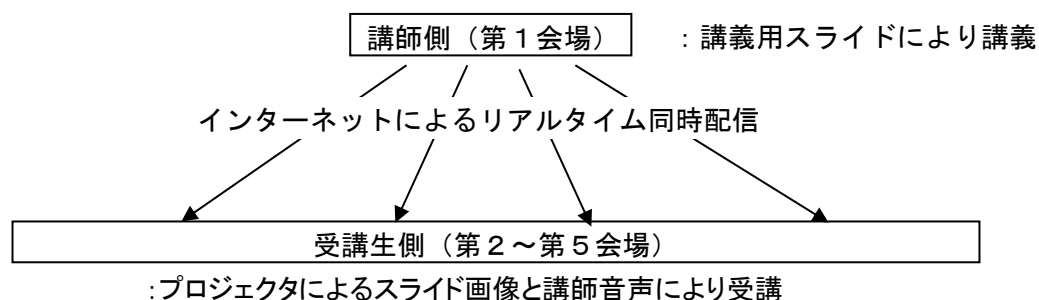 講師側（第１会場）　：講義用スライドにより講義
インターネットによるリアルタイム同時配信
受講生側（第２～第５会場）
：プロジェクタによるスライド画像と講師音声により受講